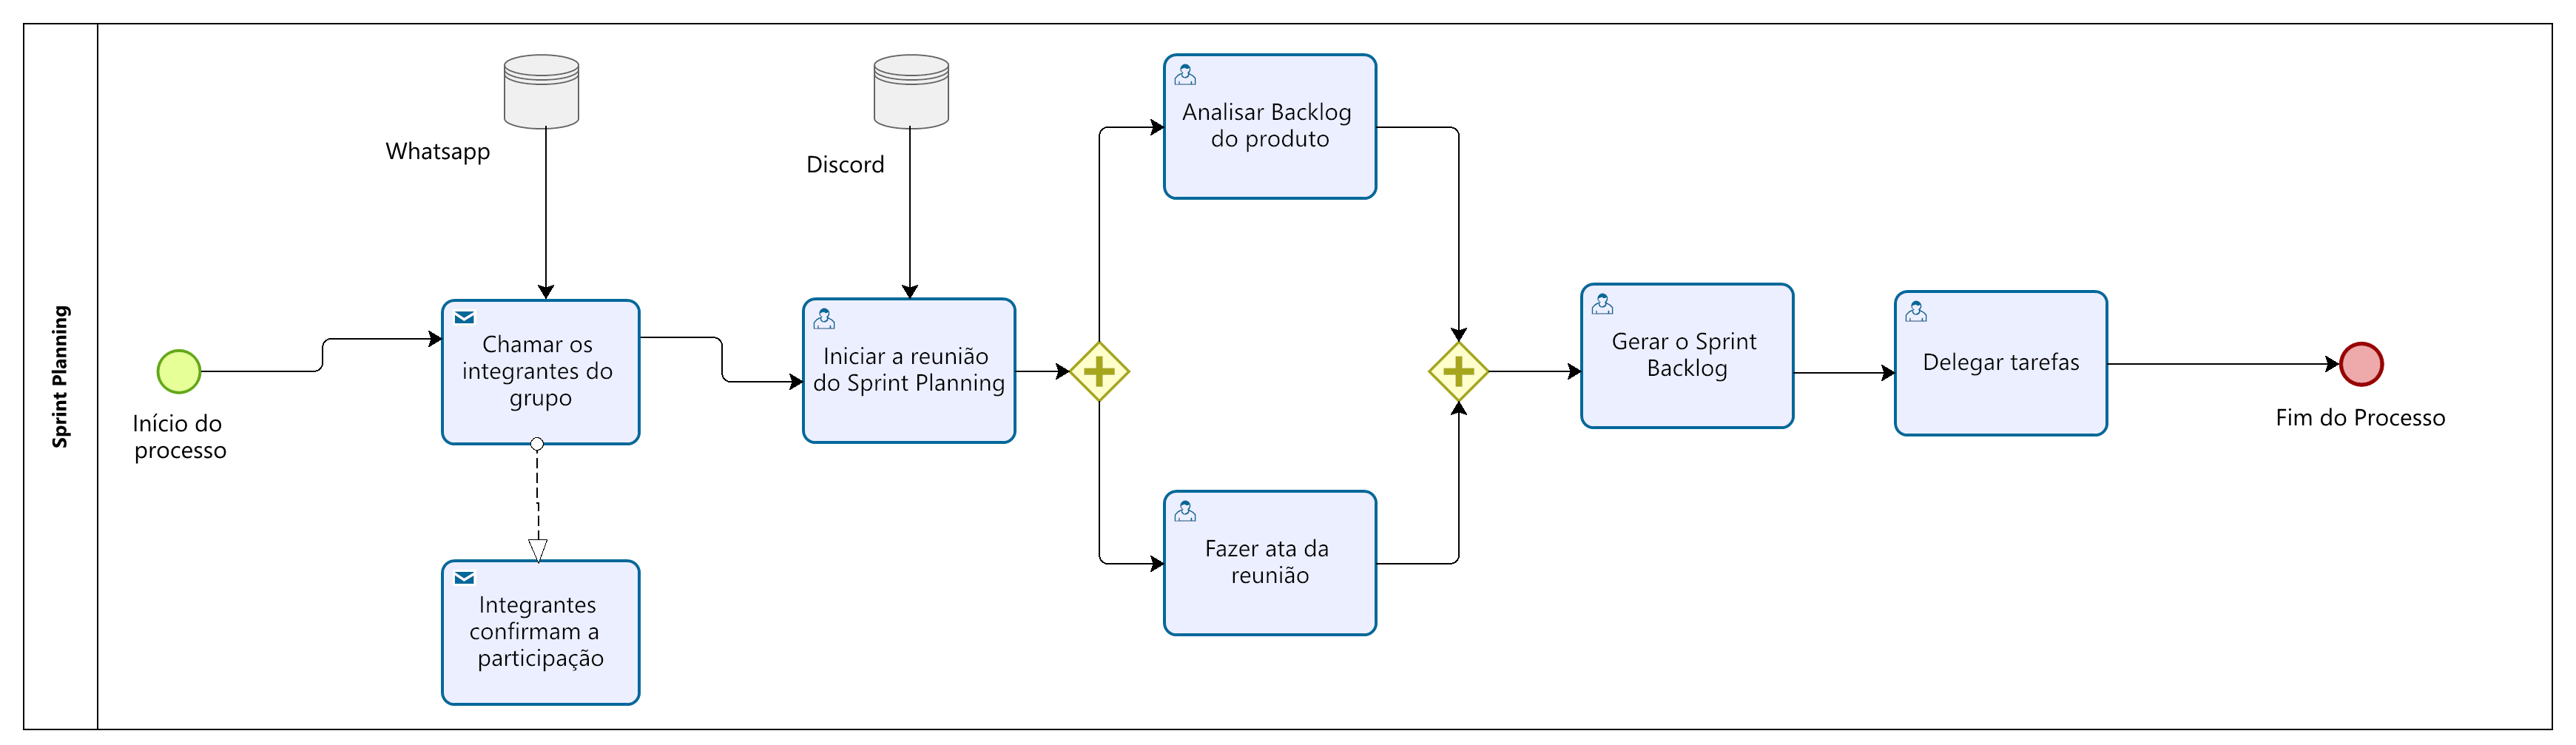 Sprint Planning
Whatsapp
Discord
Início do
processo
Chamar os
integrantes do
grupo
Integrantes
confirmam a
participação
Iniciar a reunião
do Sprint Planning
Analisar Backlog
do produto
Fazer ata da
reunião
Gerar o Sprint
Backlog
Delegar tarefas
Fim do Processo